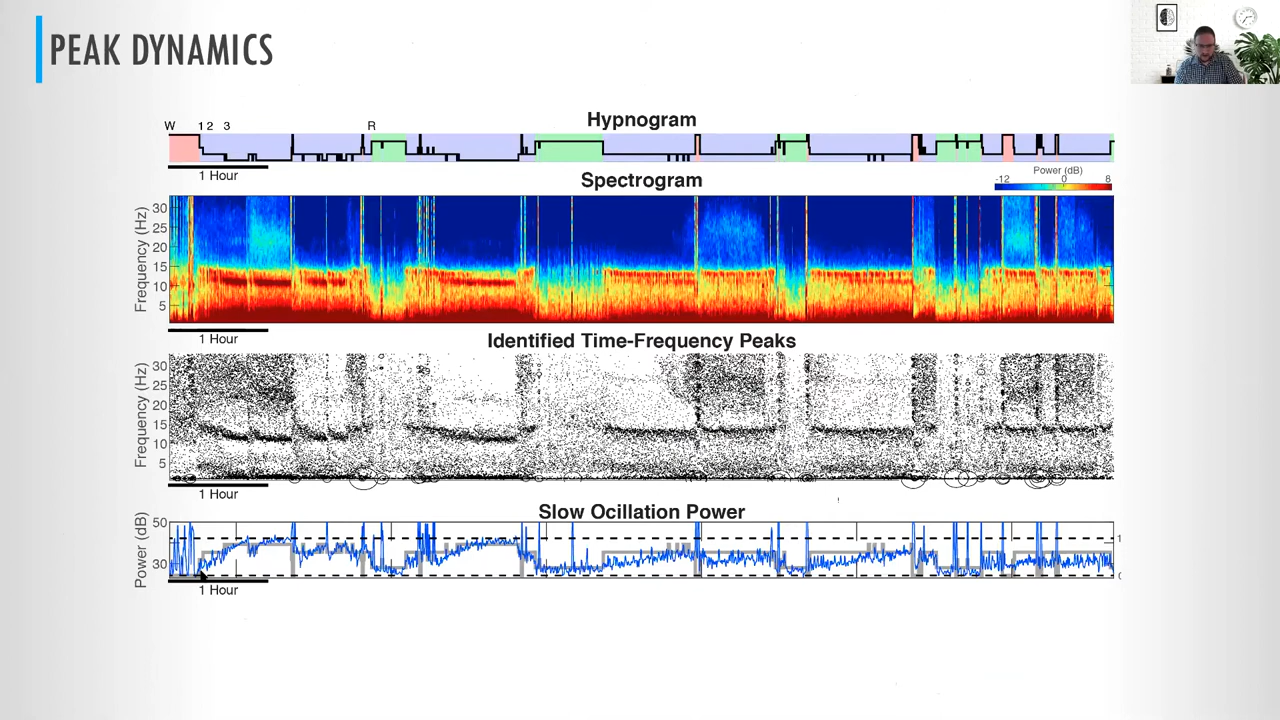 PEAK DYNAMICS
Hypnogram
W 1 2 3 R
1 Hour
Spectrogram
Power (dB)
-12 0 8
Frequency (Hz)
30
25
20
15
10
5
1 Hour
Identified Time-Frequency Peaks
Frequency (Hz)
30
25
20
15
10
5
1 Hour
Slow Ocillation Power
Power (dB)
50
30
1
0
1 Hour